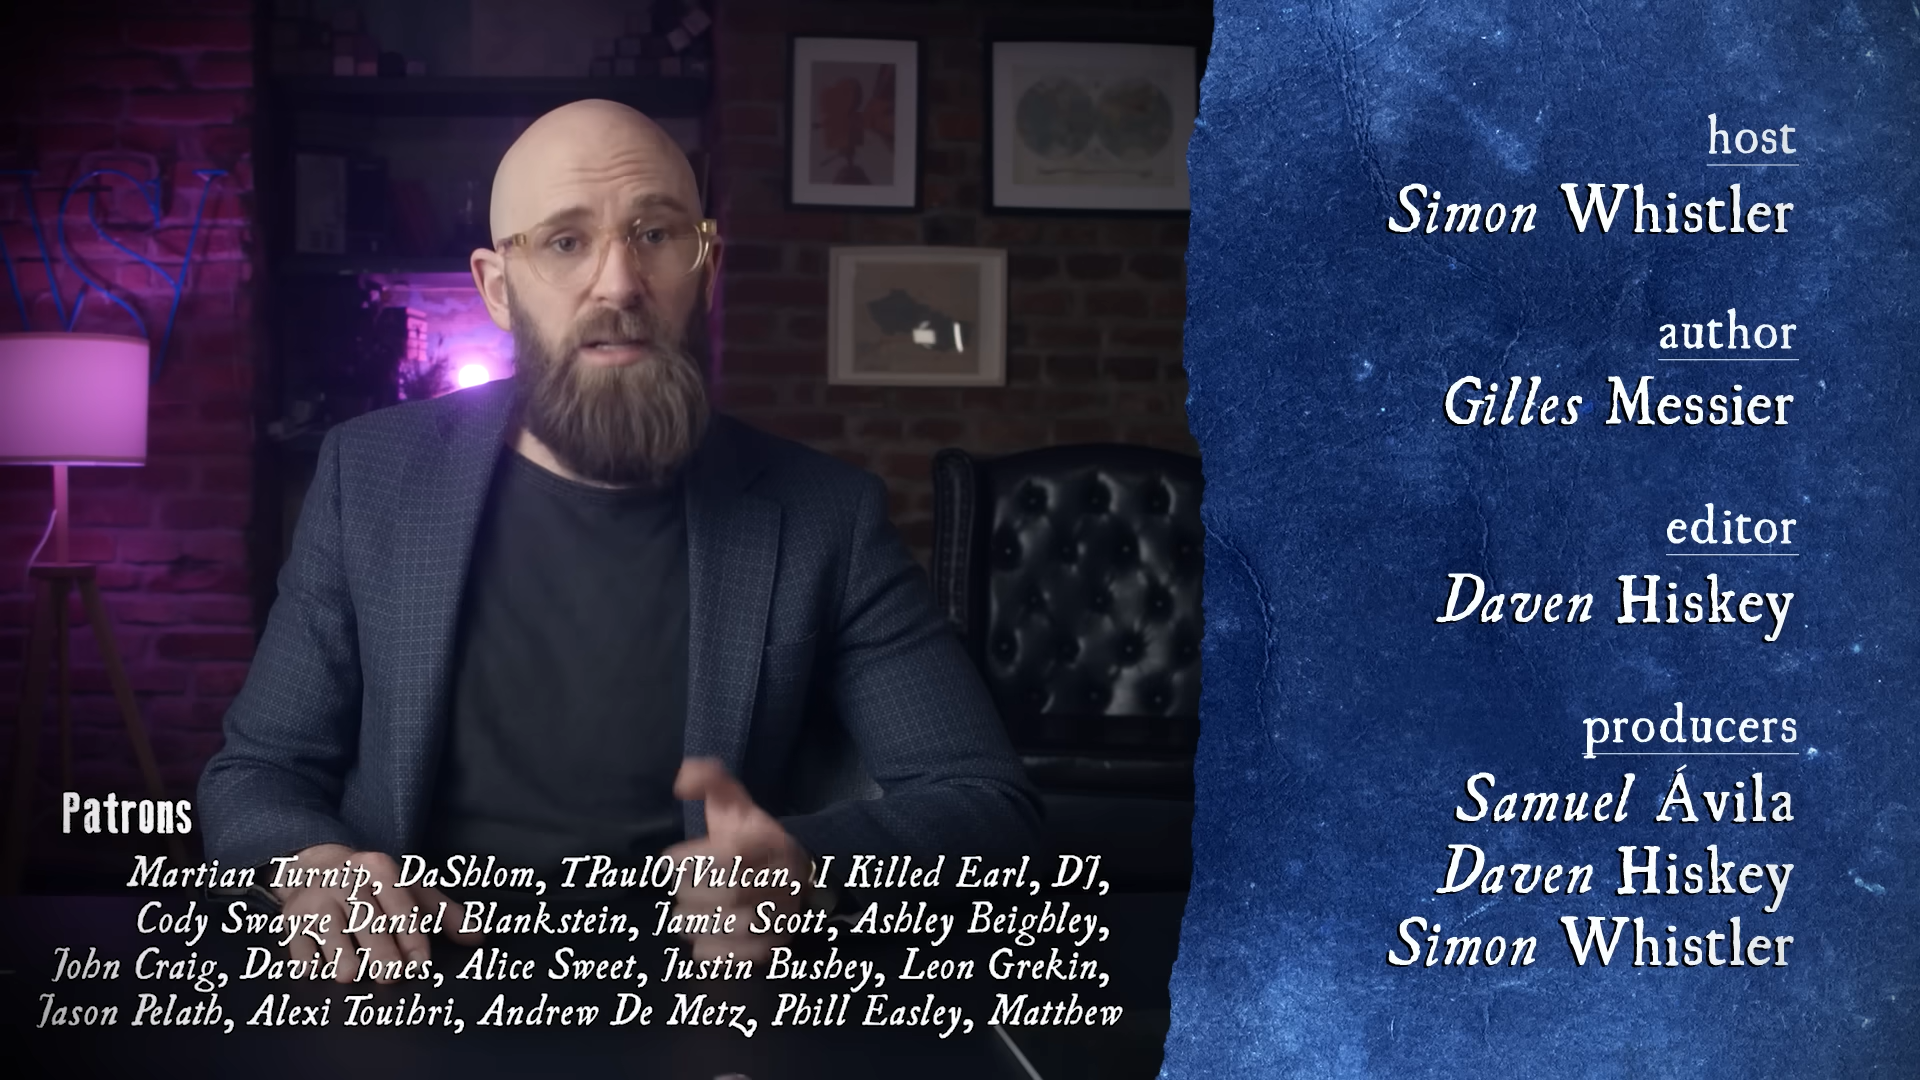 host
Simon Whistler
author
Gilles Messier
editor
Daven Hiskey
producers
Samuel Ávila
Daven Hiskey
Simon Whistler
Patrons
Martian Turnip, DaShlom, TPaulOfVulcan, I Killed Earl, DJ,
Cody Swayze Daniel Blankstein, Jamie Scott, Ashley Beighley,
John Craig, David Jones, Alice Sweet, Justin Bushey, Leon Grekin,
Jason Pelath, Alexi Touihri, Andrew De Metz, Phill Easley, Matthew